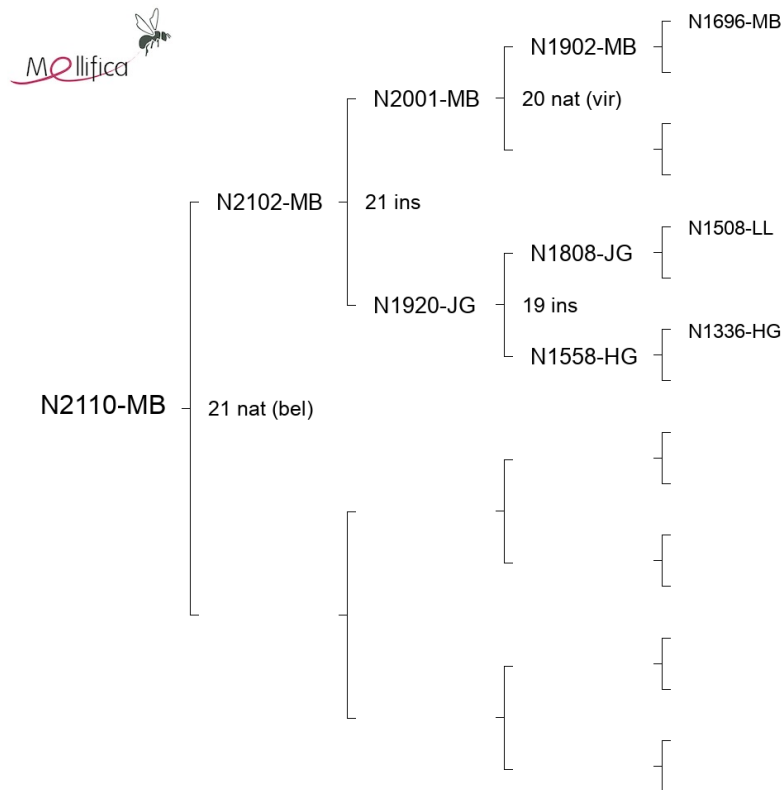 Mellifica
N1696-MB
N1902-MB
N2001-MB
20 nat (vir)
N2102-MB
21 ins
N1508-LL
N1808-JG
N1920-JG
19 ins
N1336-HG
N1558-HG
N2110-MB
21 nat (bel)